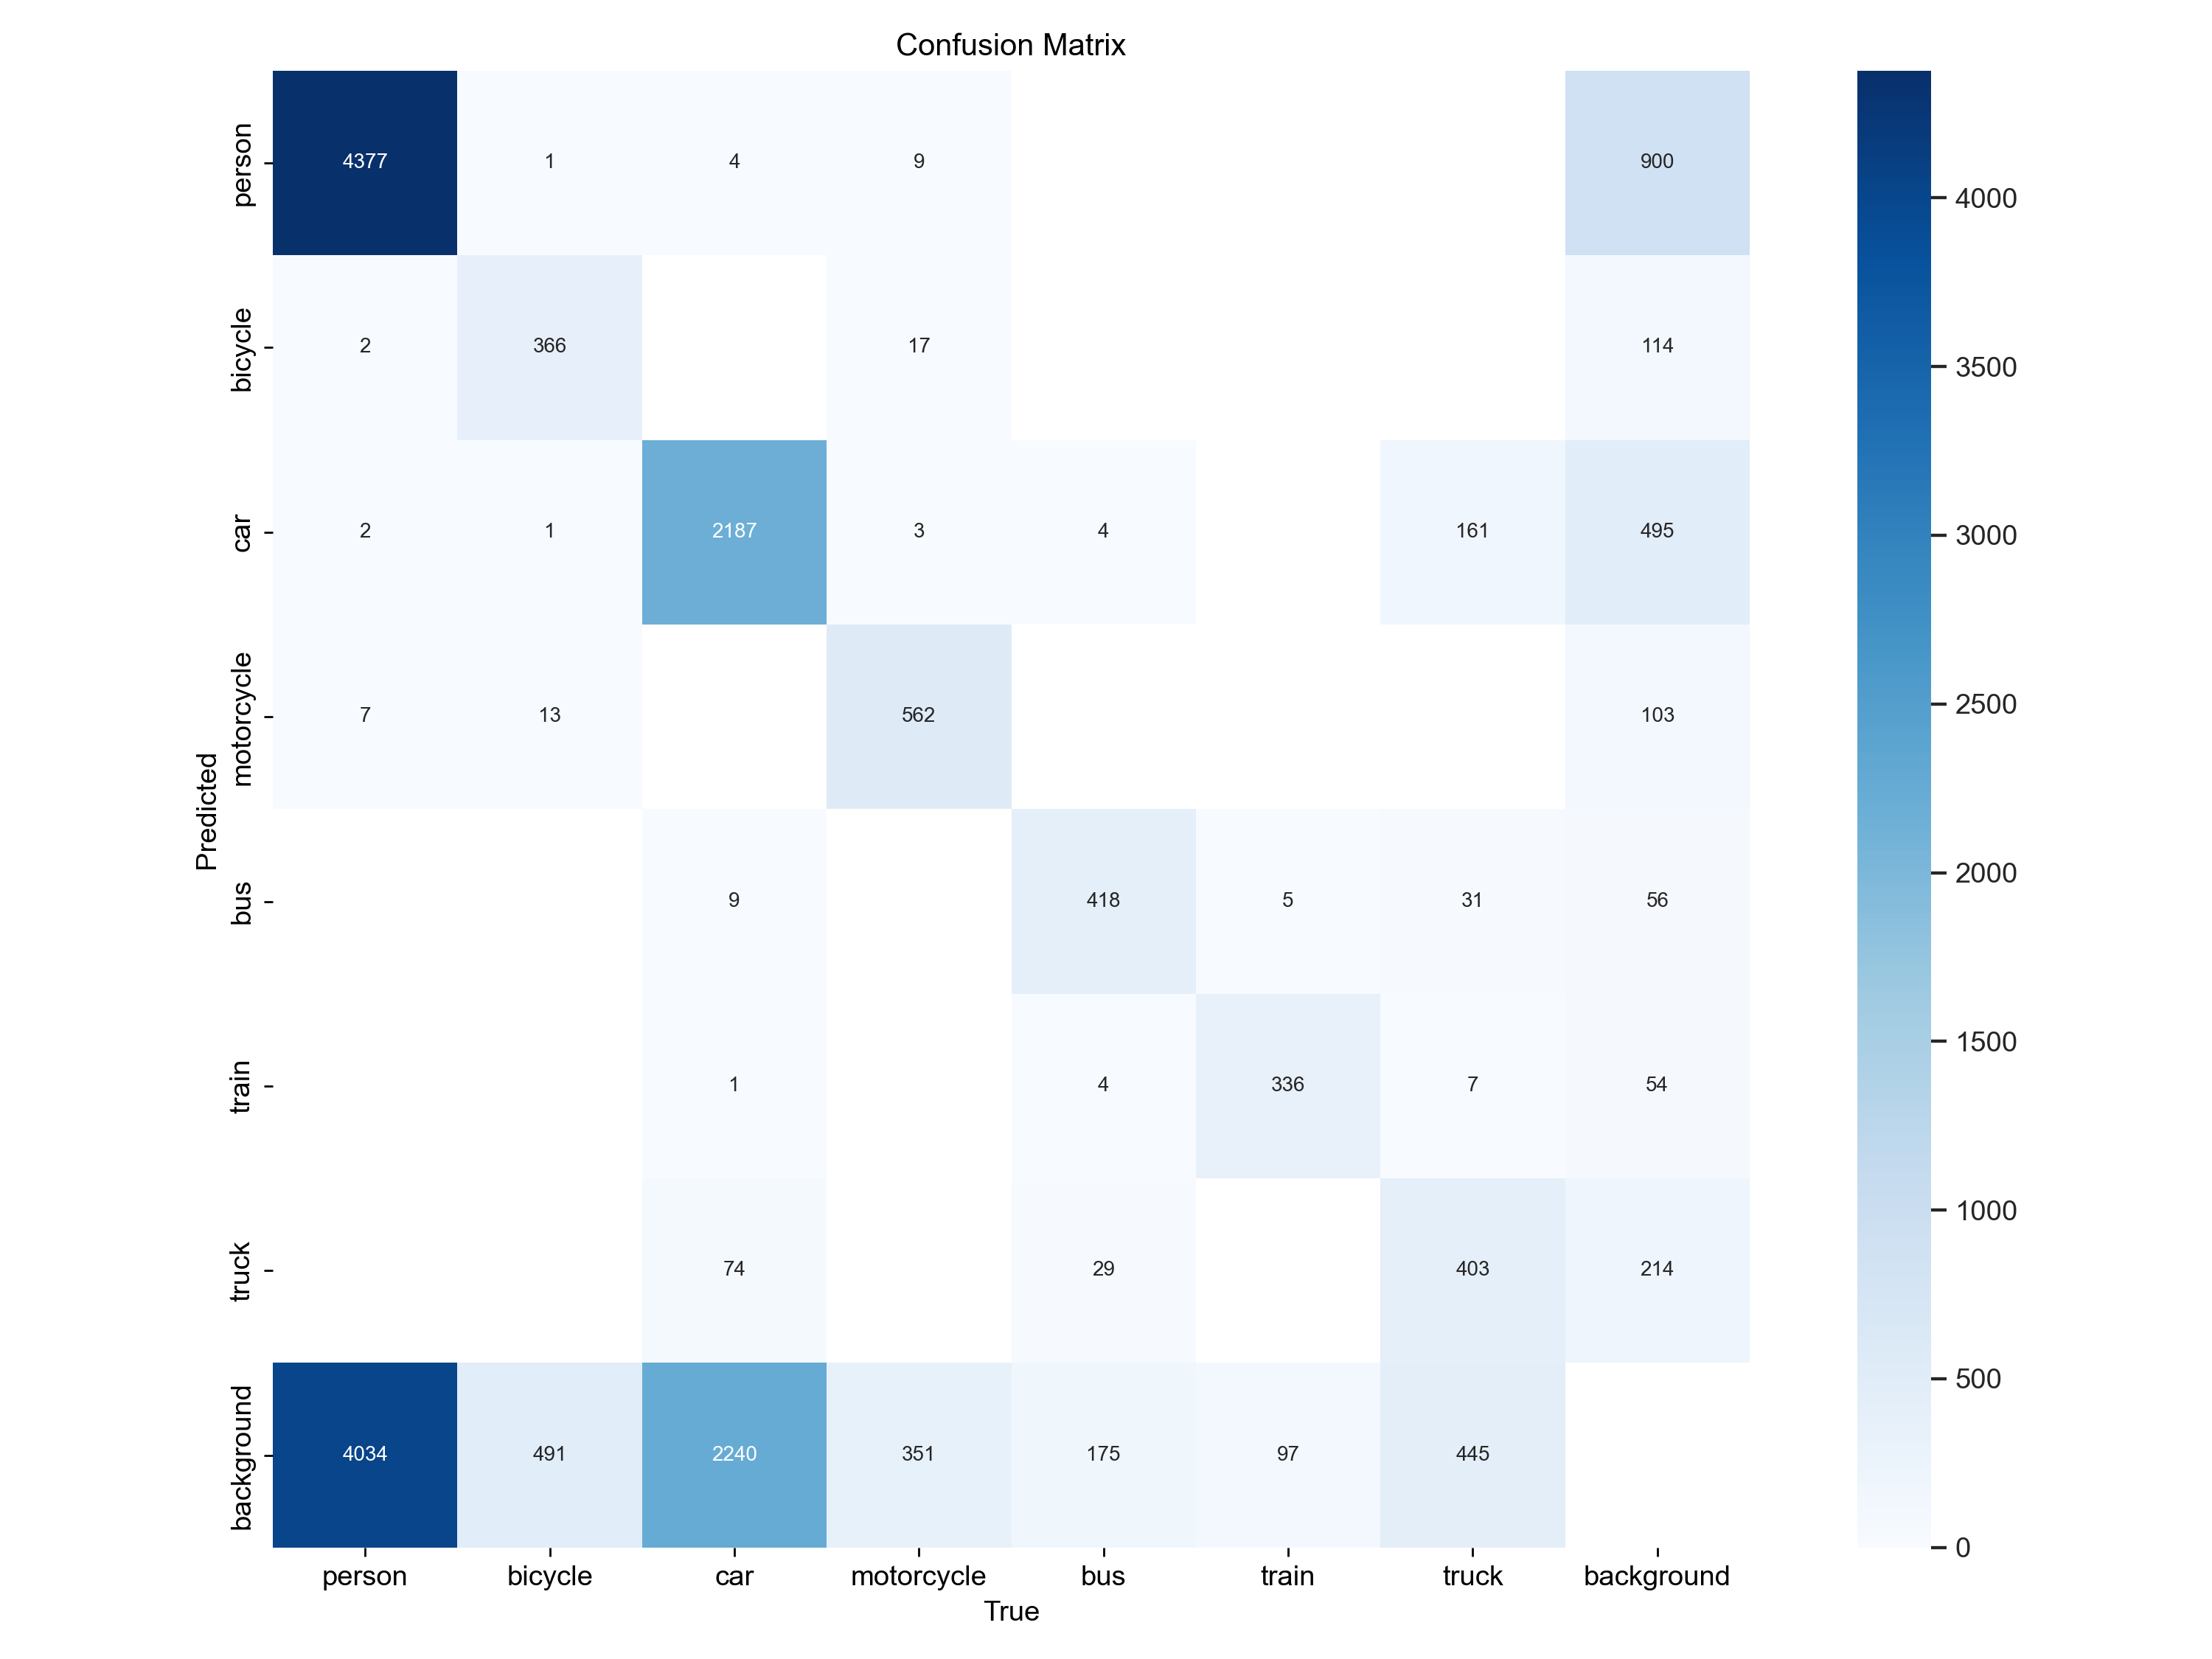 Confusion Matrix
person 4377 1 4 9 900
bicycle 2 366 17 114
car 2 1 2187 3 4 161 495
motorcycle 7 13 562 103
bus 9 418 5 31 56
train 1 4 336 7 54
truck 74 29 403 214
background 4034 491 2240 351 175 97 445
Predicted
person bicycle car motorcycle bus train truck background
True
4000
3500
3000
2500
2000
1500
1000
500
0